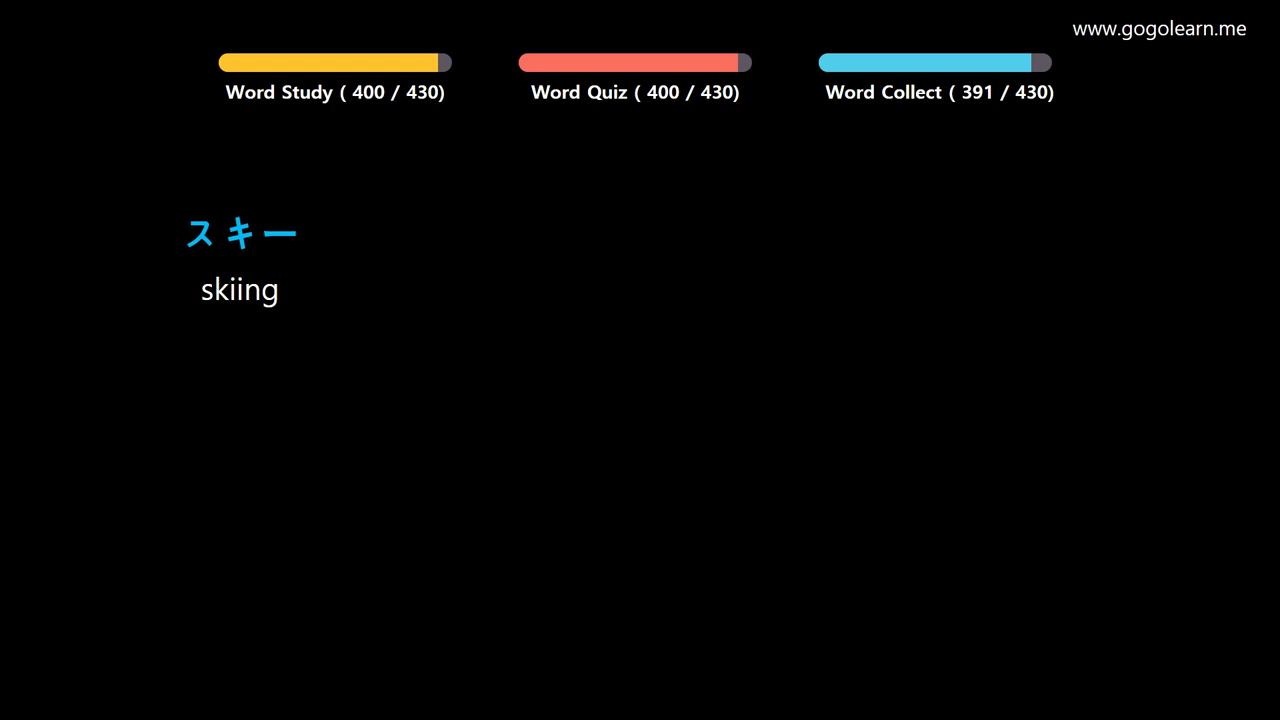 www.gogolearn.me
Word Study ( 400 / 430)
Word Quiz ( 400 / 430)
Word Collect ( 391 / 430)
スキー
skiing